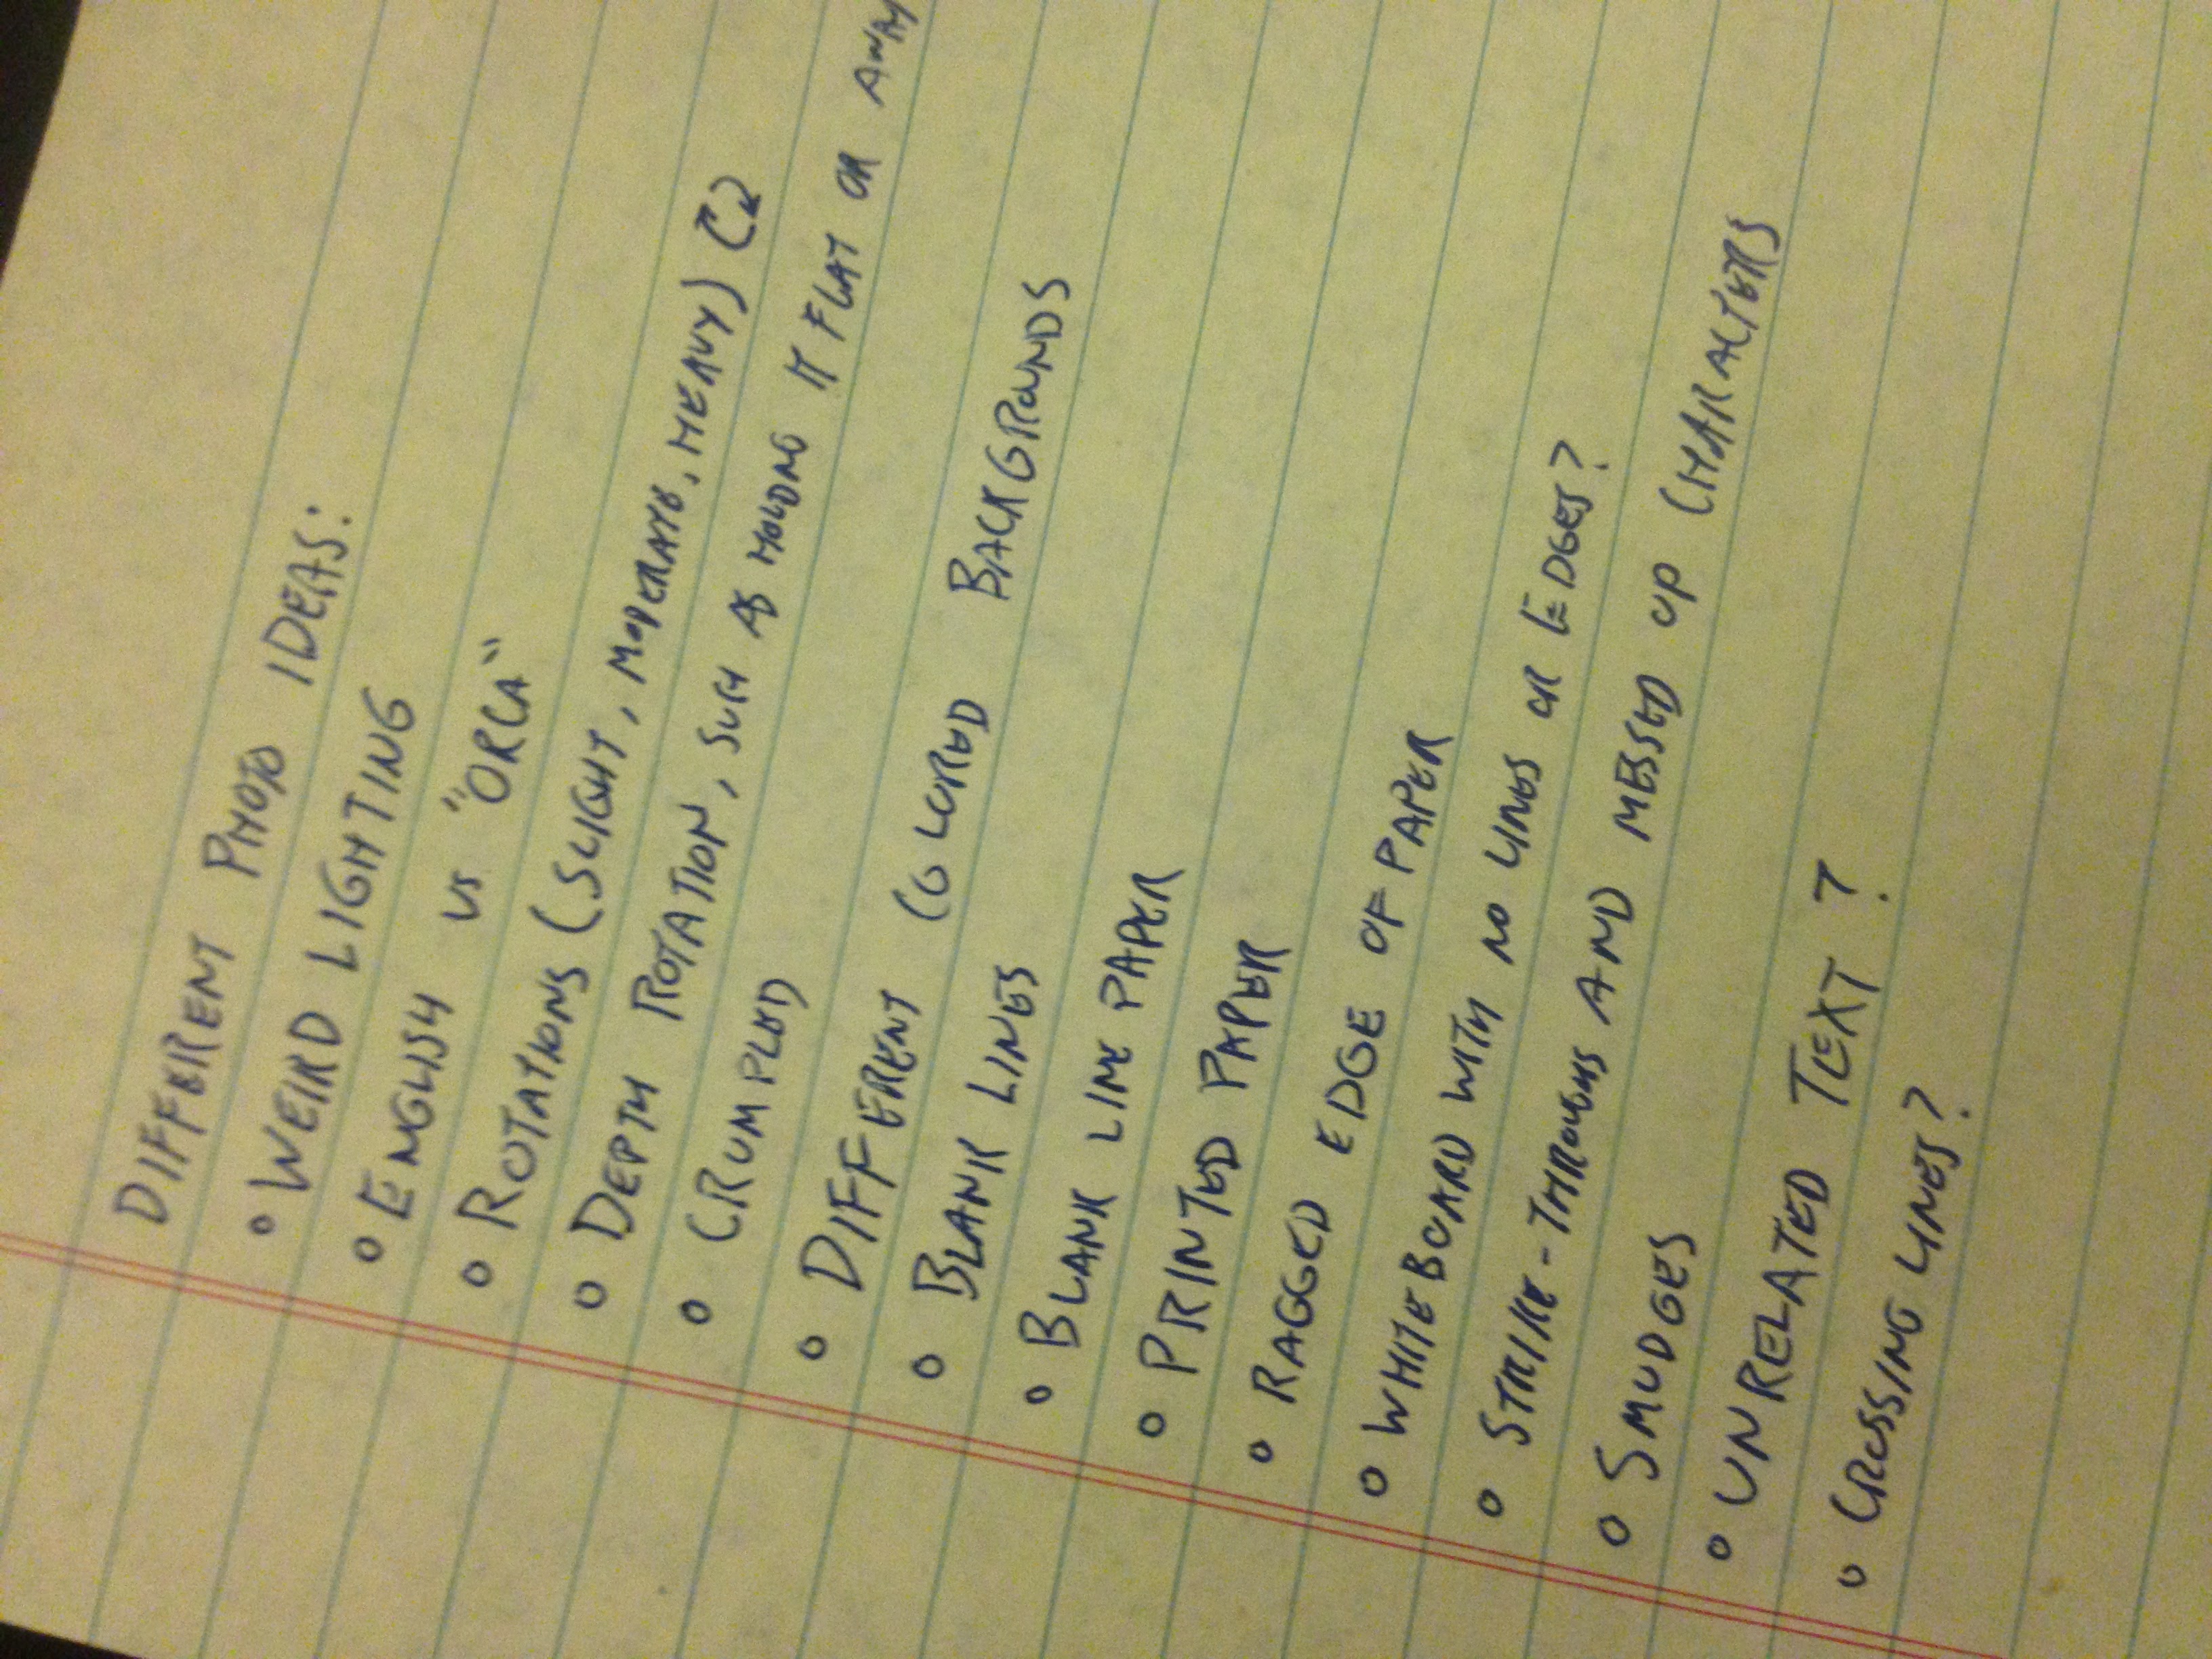 DIFFERENT PHOTO IDEAS:
◦ WEIRD LIGHTING
◦ ENGLISH VS "ORCA"
◦ ROTATIONS (SLIGHT, MODERATE, HEAVY) ↻
◦ DEPTH ROTATION, SUCH AS HOLDING IT FLAT OR AWAY
◦ CRUMPLED
◦ DIFFERENT COLORED BACKGROUNDS
◦ BLANK LINES
◦ BLANK LINE PAPER
◦ PRINTED PAPER
◦ RAGGED EDGE OF PAPER
◦ WHITEBOARD WITH NO LINES OR EDGES?
◦ STRIKE-THROUGHS AND MESSED UP CHARACTERS
◦ SMUDGES
◦ UNRELATED TEXT?
◦ CROSSING LINES?